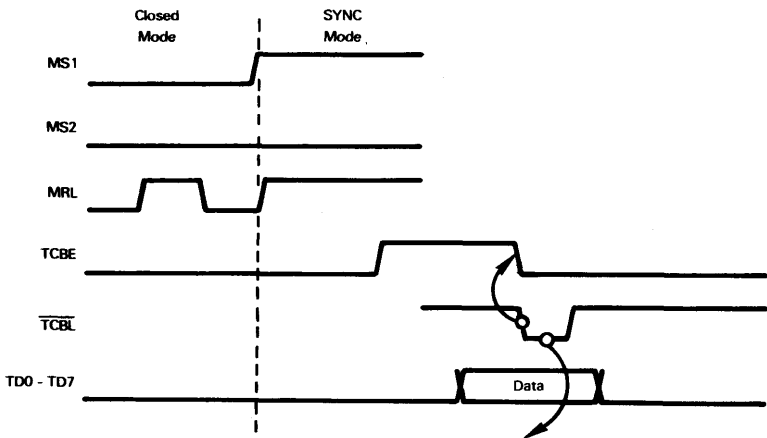 Closed
Mode
SYNC
Mode
MS1
MS2
MRL
TCBE
TCBL
TD0 - TD7
Data